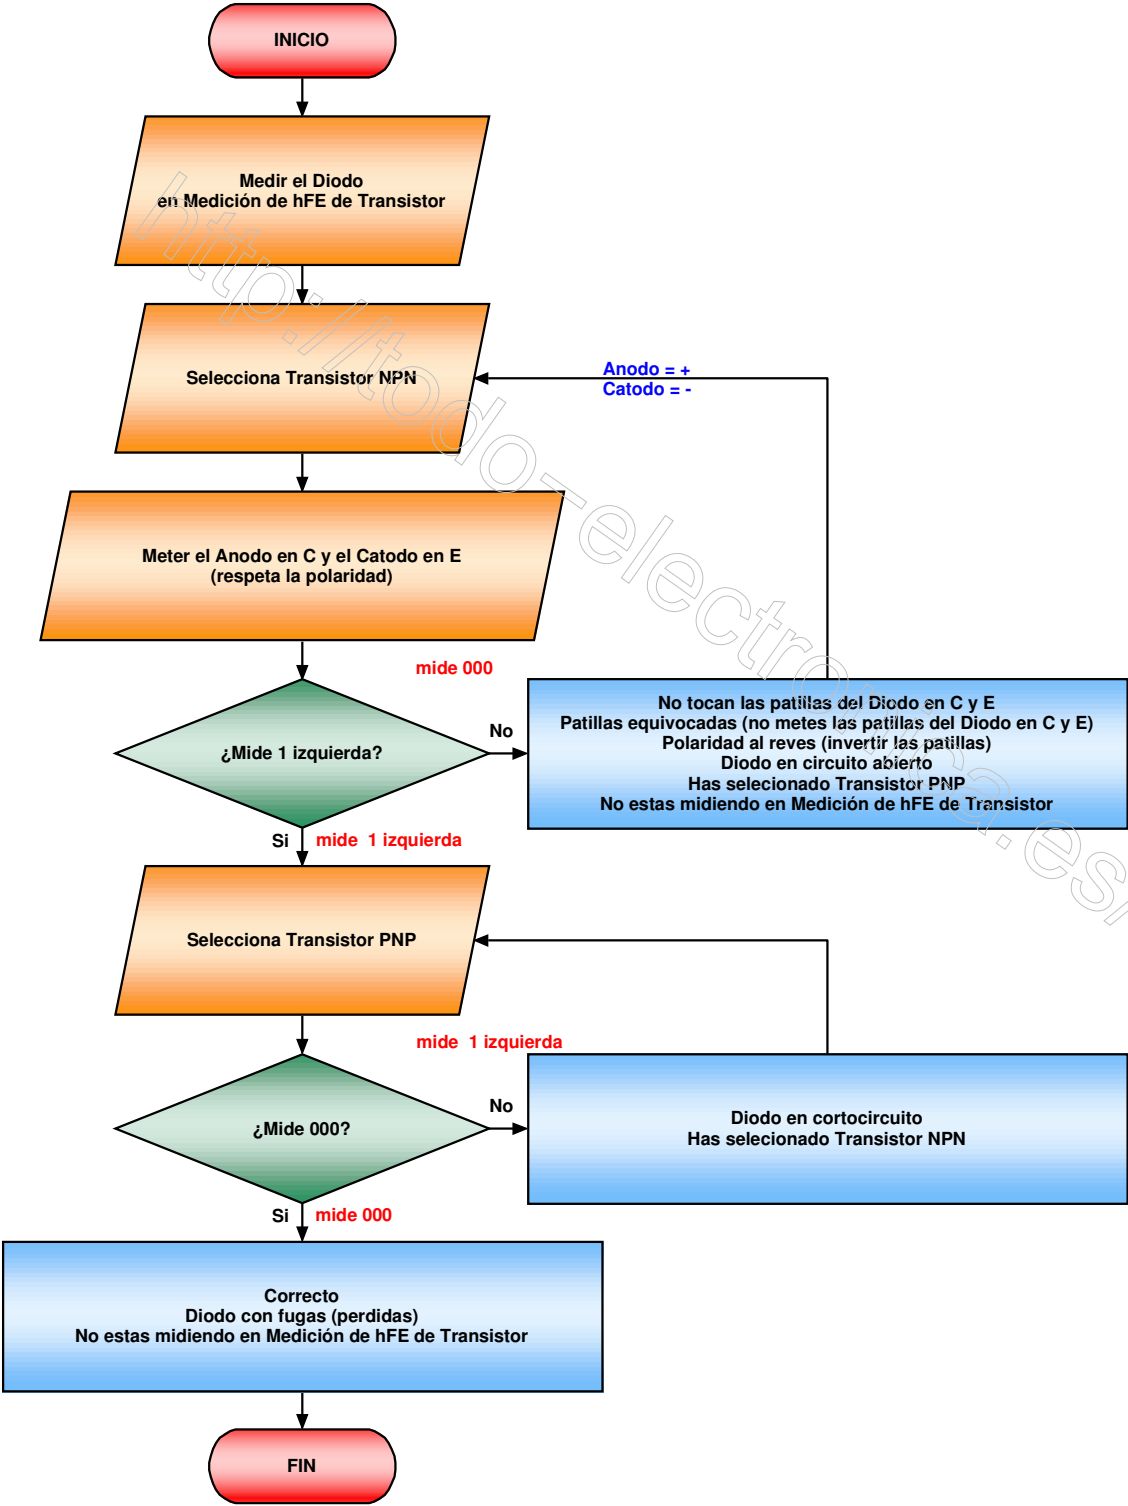 INICIO
Medir el Diodo
en Medición de hFE de Transistor
Selecciona Transistor NPN
Anodo = +
Catodo = -
Meter el Anodo en C y el Catodo en E
(respeta la polaridad)
mide 000
¿Mide 1 izquierda?
No
No tocan las patillas del Diodo en C y E
Patillas equivocadas (no metes las patillas del Diodo en C y E)
Polaridad al reves (invertir las patillas)
Diodo en circuito abierto
Has selecionado Transistor PNP
No estas midiendo en Medición de hFE de Transistor
Si
mide 1 izquierda
Selecciona Transistor PNP
mide 1 izquierda
¿Mide 000?
No
Diodo en cortocircuito
Has selecionado Transistor NPN
Si
mide 000
Correcto
Diodo con fugas (perdidas)
No estas midiendo en Medición de hFE de Transistor
FIN
http://todo-electronica.es/